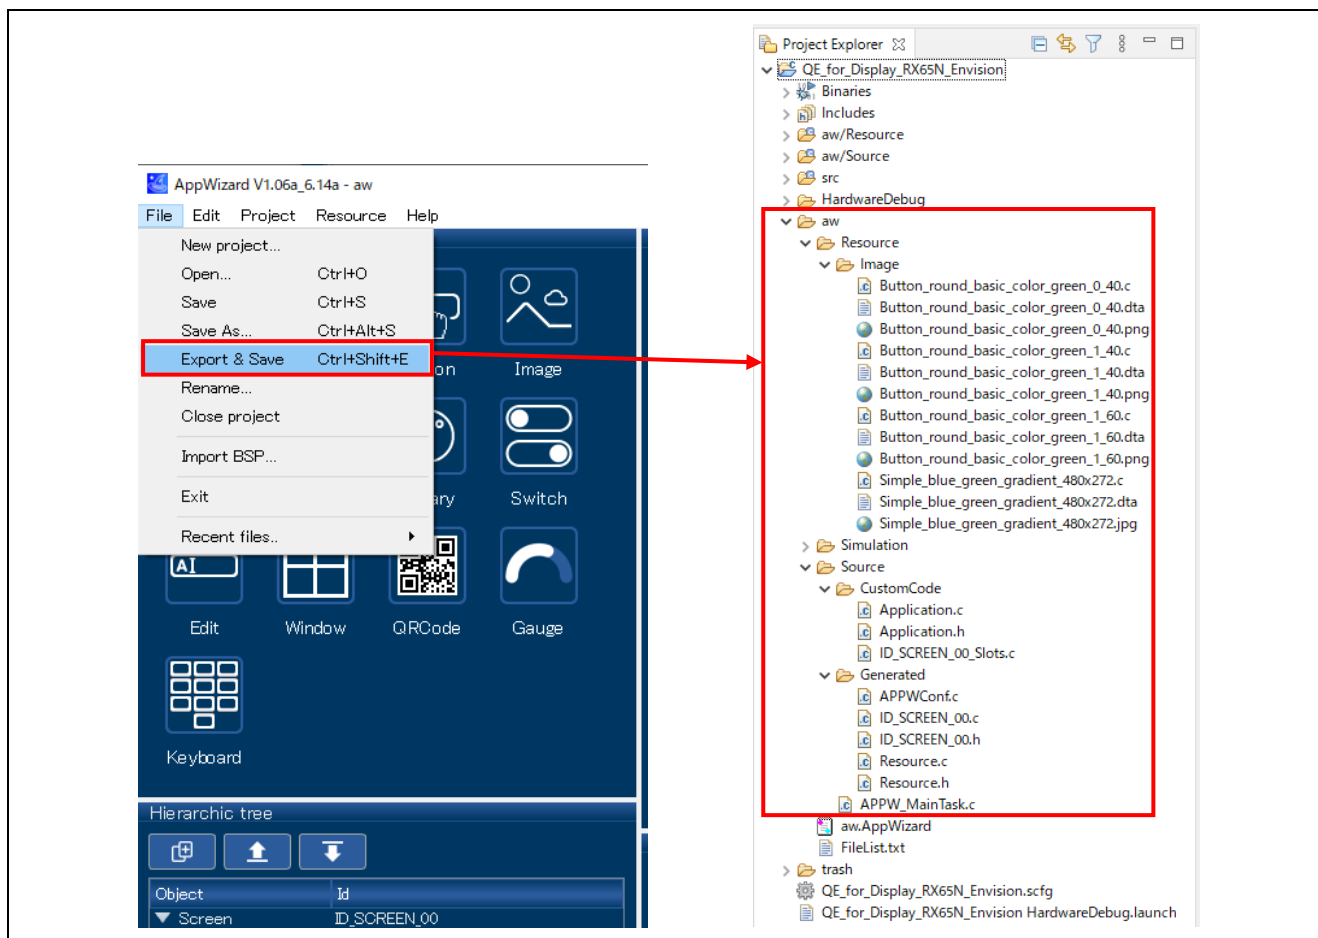 AppWizard V1.06a_6.14a - aw
File Edit Project Resource Help
New project...
Open... Ctrl+O
Save Ctrl+S
Save As... Ctrl+Alt+S
Export & Save Ctrl+Shift+E
Rename...
Close project
Import BSP...
Exit
Recent files..
on
Image
ary
Switch
AI
Edit
Window
QRCode
Gauge
Keyboard
Hierarchic tree
Object Id
Screen ID_SCREEN_00
Project Explorer
QE_for_Display_RX65N_Envision
Binaries
Includes
aw/Resource
aw/Source
src
HardwareDebug
aw
Resource
Image
Button_round_basic_color_green_0_40.c
Button_round_basic_color_green_0_40.dta
Button_round_basic_color_green_0_40.png
Button_round_basic_color_green_1_40.c
Button_round_basic_color_green_1_40.dta
Button_round_basic_color_green_1_40.png
Button_round_basic_color_green_1_60.c
Button_round_basic_color_green_1_60.dta
Button_round_basic_color_green_1_60.png
Simple_blue_green_gradient_480x272.c
Simple_blue_green_gradient_480x272.dta
Simple_blue_green_gradient_480x272.jpg
Simulation
Source
CustomCode
Application.c
Application.h
ID_SCREEN_00_Slots.c
Generated
APPWConf.c
ID_SCREEN_00.c
ID_SCREEN_00.h
Resource.c
Resource.h
APPW_MainTask.c
aw.AppWizard
FileList.txt
trash
QE_for_Display_RX65N_Envision.scfg
QE_for_Display_RX65N_Envision HardwareDebug.launch